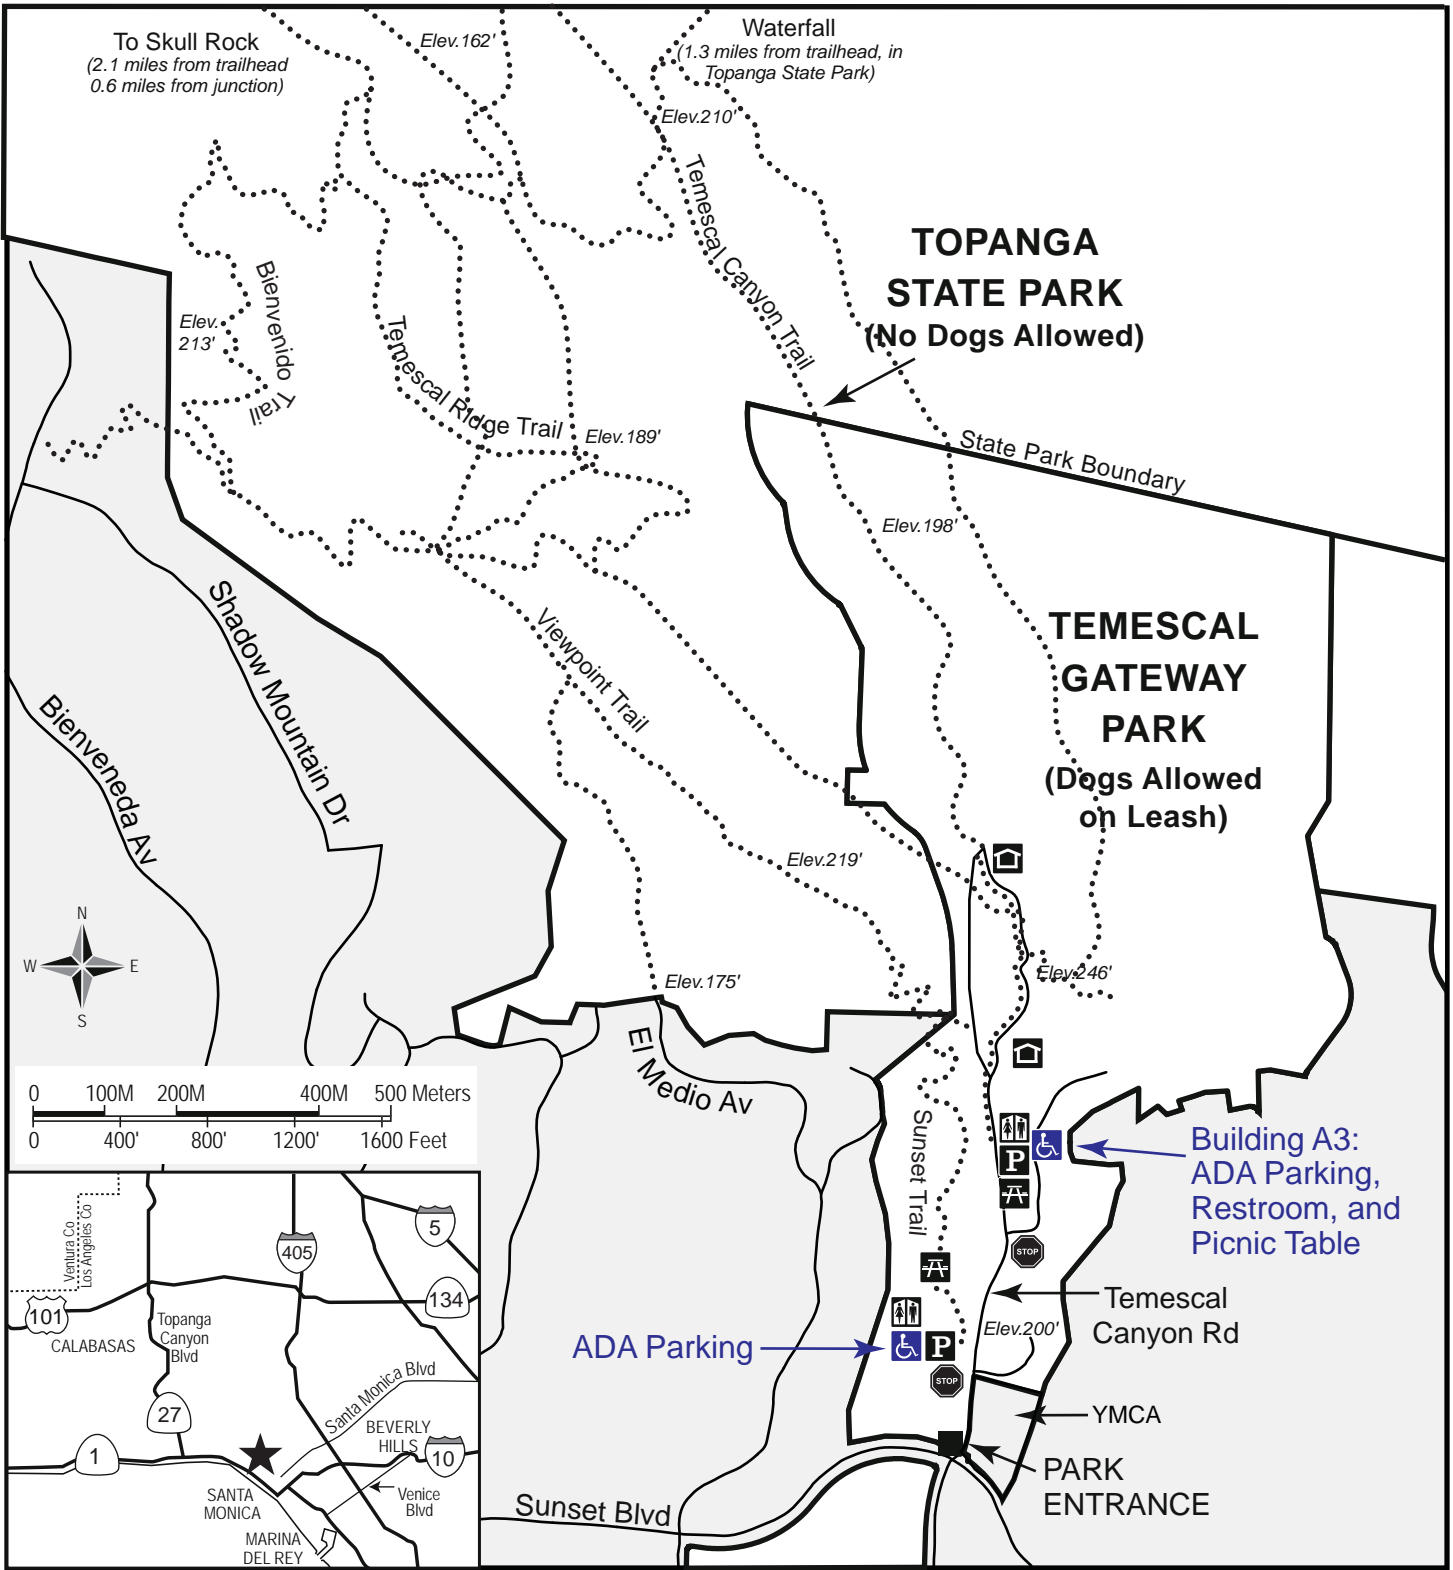 To Skull Rock
(2.1 miles from trailhead
0.6 miles from junction)
Elev.162'
Waterfall
(1.3 miles from trailhead, in
Topanga State Park)
Elev.210'
Temescal Canyon Trail
TOPANGA
STATE PARK
(No Dogs Allowed)
Bienvenido
Trail
Elev.
213'
Temescal Ridge Trail
Elev.189'
State Park Boundary
Elev.198'
Shadow Mountain Dr
Viewpoint Trail
TEMESCAL
GATEWAY
PARK
(Dogs Allowed
on Leash)
Bienveneda Av
Elev.219'
N
W
E
S
Elev.175'
Elev.246'
El Medio Av
0
100M
200M
400M
500 Meters
0
400'
800'
1200'
1600 Feet
Sunset Trail
P
Building A3:
ADA Parking,
Restroom, and
Picnic Table
STOP
Temescal
Canyon Rd
Elev.200'
ADA Parking
P
STOP
YMCA
PARK
ENTRANCE
Sunset Blvd
Ventura Co
Los Angeles Co
5
405
101
134
CALABASAS
Topanga
Canyon
Blvd
Santa Monica Blvd
27
BEVERLY
HILLS
1
10
SANTA
MONICA
Venice
Blvd
MARINA
DEL REY